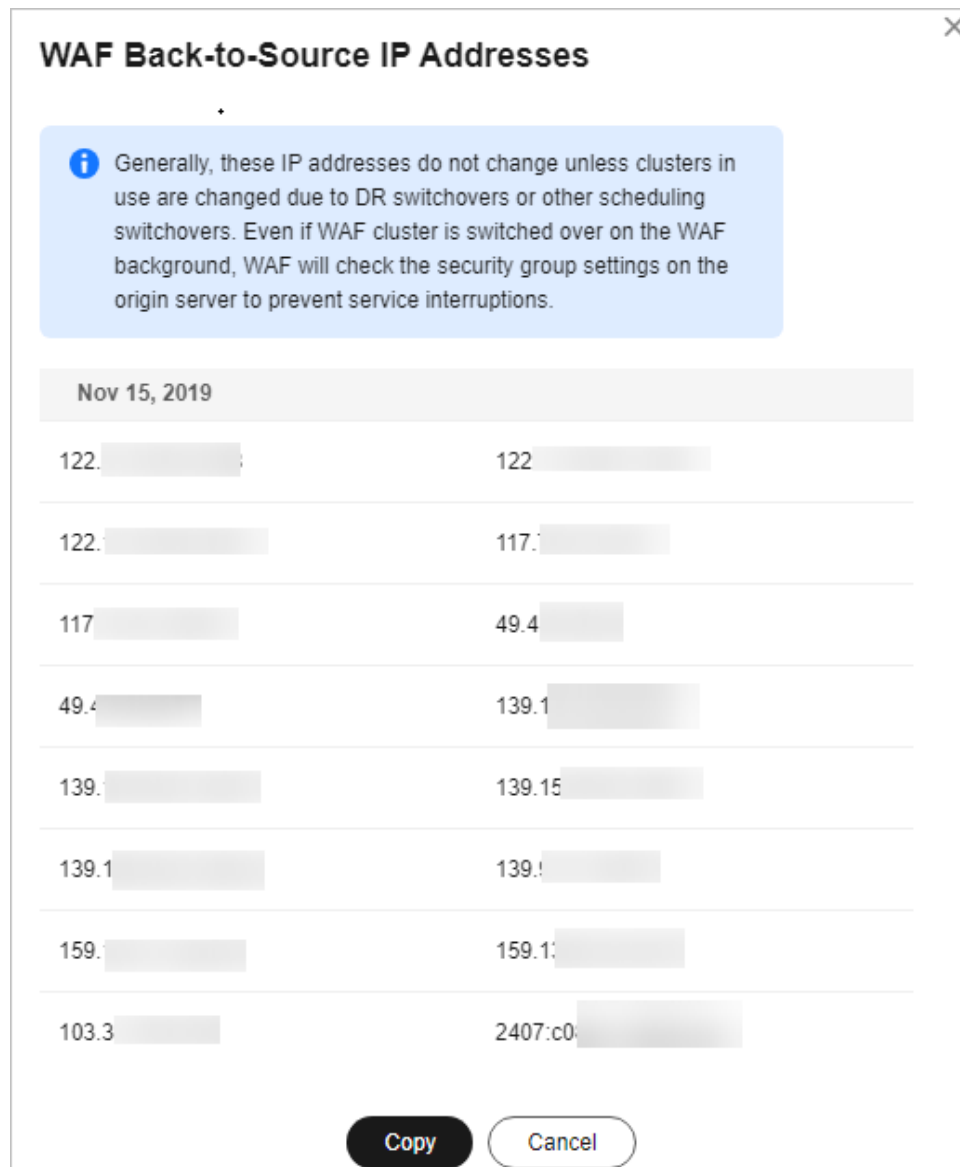 WAF Back-to-Source IP Addresses
Generally, these IP addresses do not change unless clusters in
use are changed due to DR switchovers or other scheduling
switchovers. Even if WAF cluster is switched over on the WAF
background, WAF will check the security group settings on the
origin server to prevent service interruptions.
Nov 15, 2019
122.
122
122.
117.
117
49.4
49.
139.1
139.
139.15
139.1
139.
159.
159.1
103.3
2407:c0
Copy
Cancel